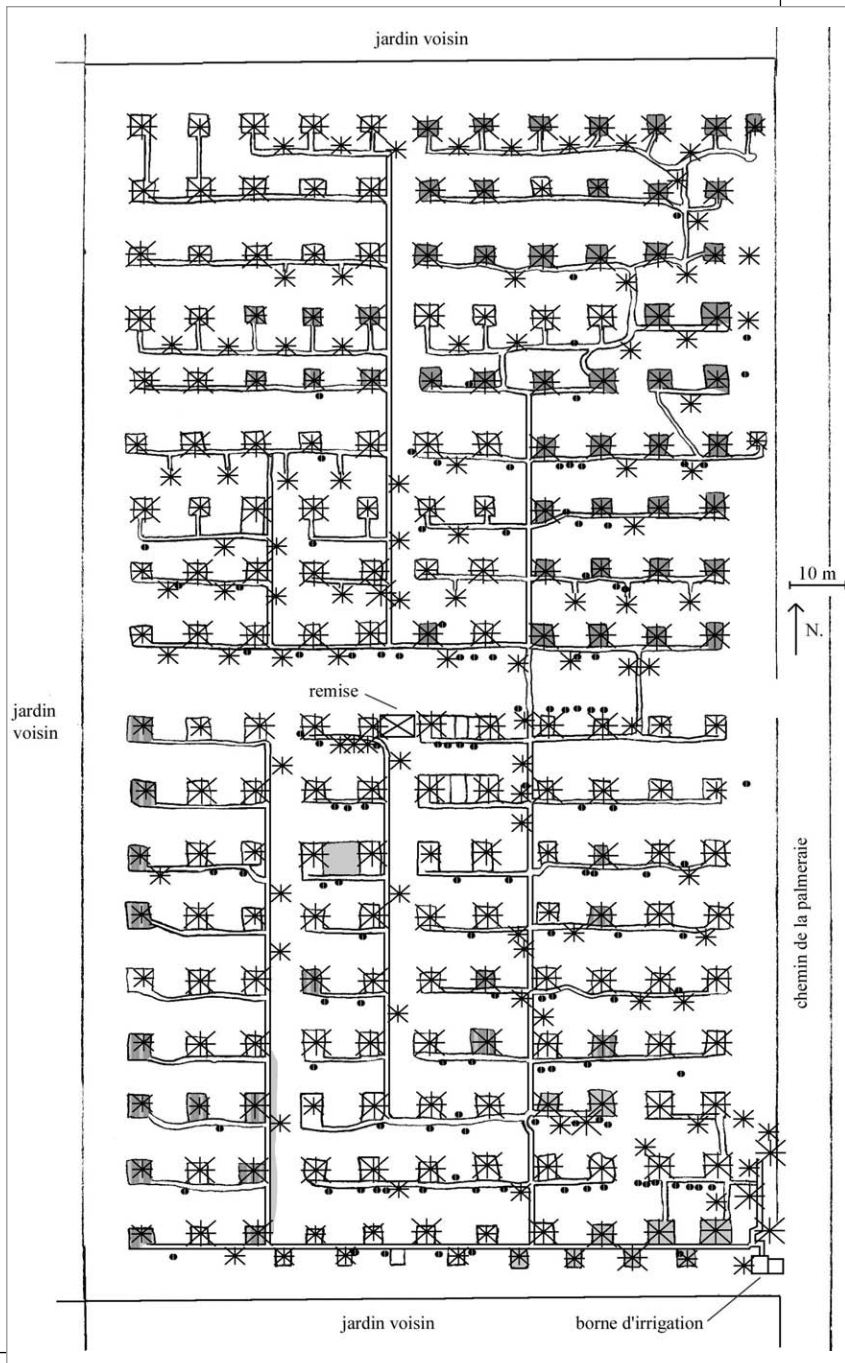 jardin voisin
10 m
N.
remise
jardin
voisin
chemin de la palmeraie
jardin voisin
borne d'irrigation